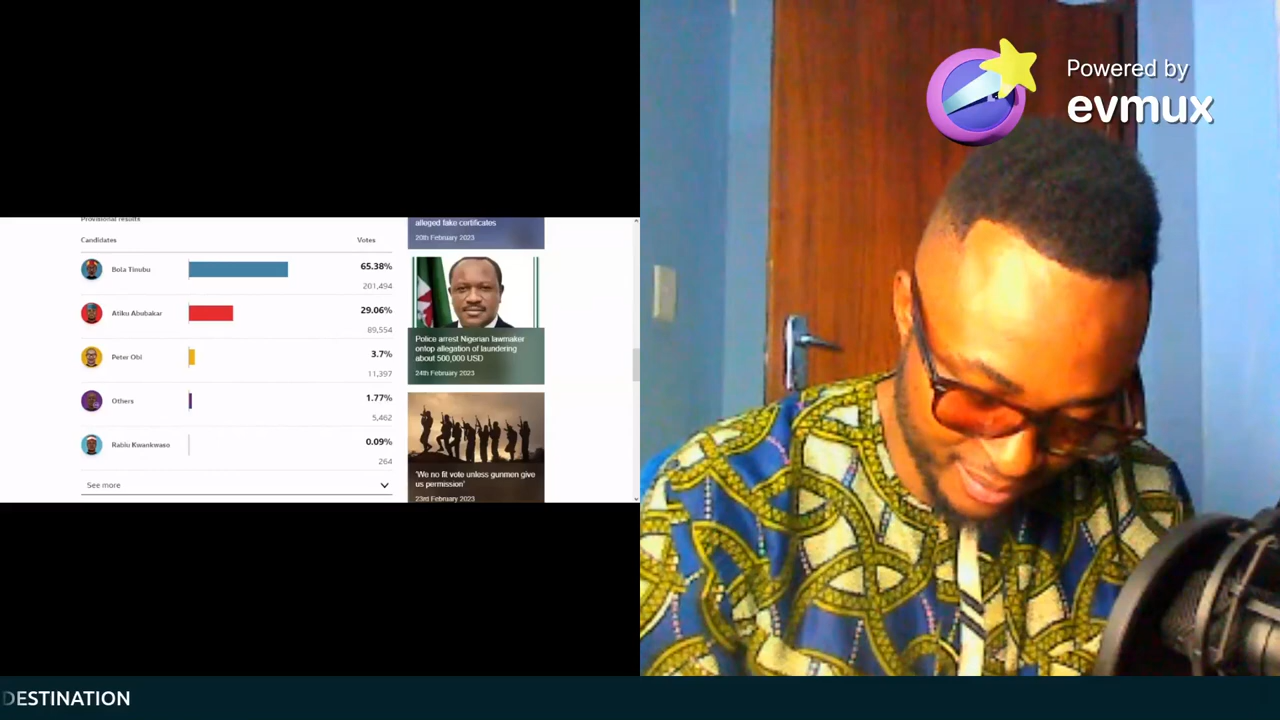 Provisional results
Candidates Votes
Bola Tinubu 65.38%
201,494
Atiku Abubakar 29.06%
89,554
Peter Obi 3.7%
11,397
Others 1.77%
5,462
Rabiu Kwankwaso 0.09%
264
See more
alleged fake certificates
20th February 2023
Police arrest Nigerian lawmaker
ontop allegation of laundering
about 500,000 USD
24th February 2023
'We no fit vote unless gunmen give
us permission'
23rd February 2023
Powered by
evmux
DESTINATION